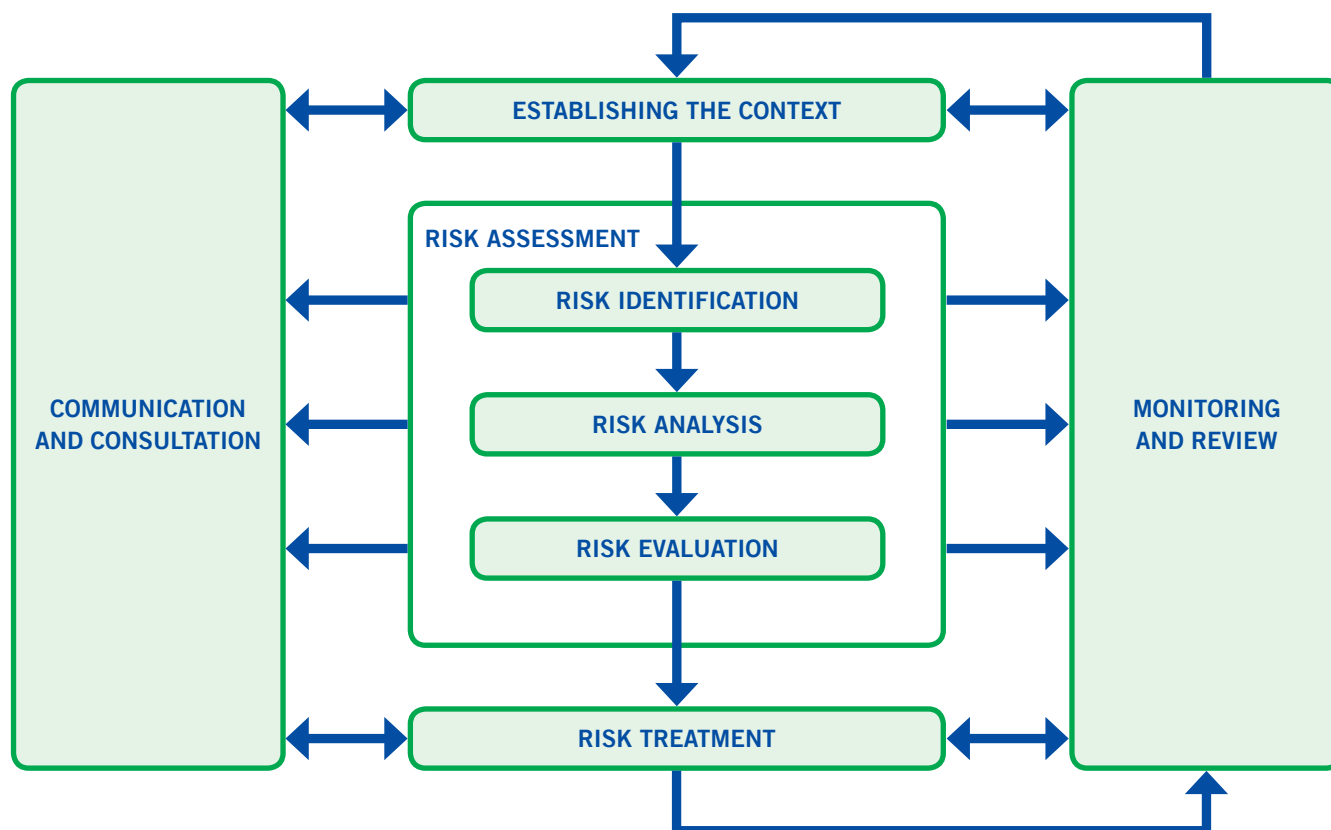 ESTABLISHING THE CONTEXT
RISK ASSESSMENT
RISK IDENTIFICATION
COMMUNICATION
AND CONSULTATION
RISK ANALYSIS
MONITORING
AND REVIEW
RISK EVALUATION
RISK TREATMENT